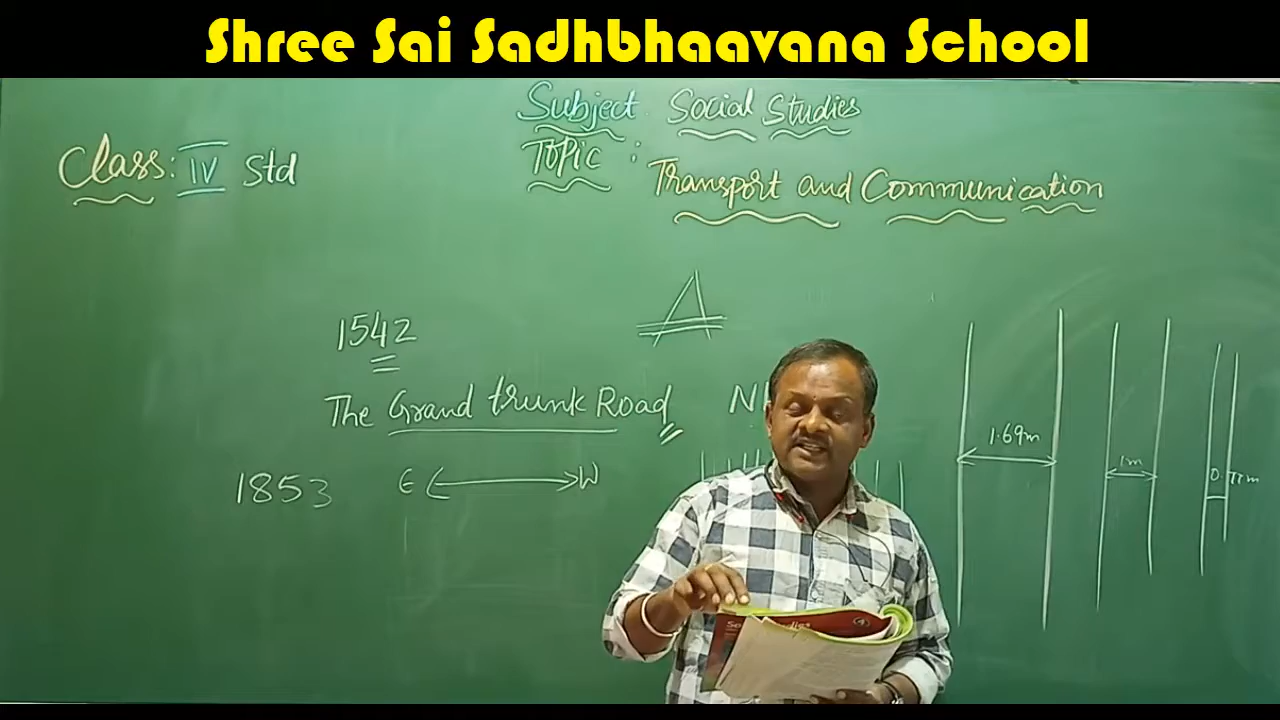 Shree Sai Sadhbhaavana School
Subject. Social Studies
Class: IV Std
Topic :
Transport and Communication
1542
The Grand trunk Road
1.69m
1m
1853
E W